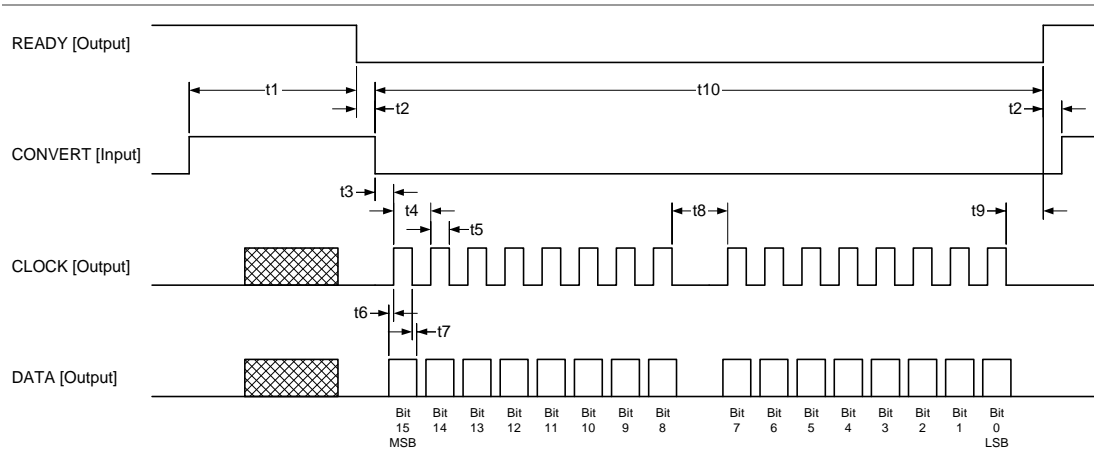 READY [Output]
t1
t10
t2
t2
CONVERT [Input]
t3
t4
t8
t9
t5
CLOCK [Output]
t6
t7
DATA [Output]
Bit Bit Bit Bit Bit Bit Bit Bit Bit Bit Bit Bit Bit Bit Bit Bit
15 14 13 12 11 10 9 8 7 6 5 4 3 2 1 0
MSB LSB